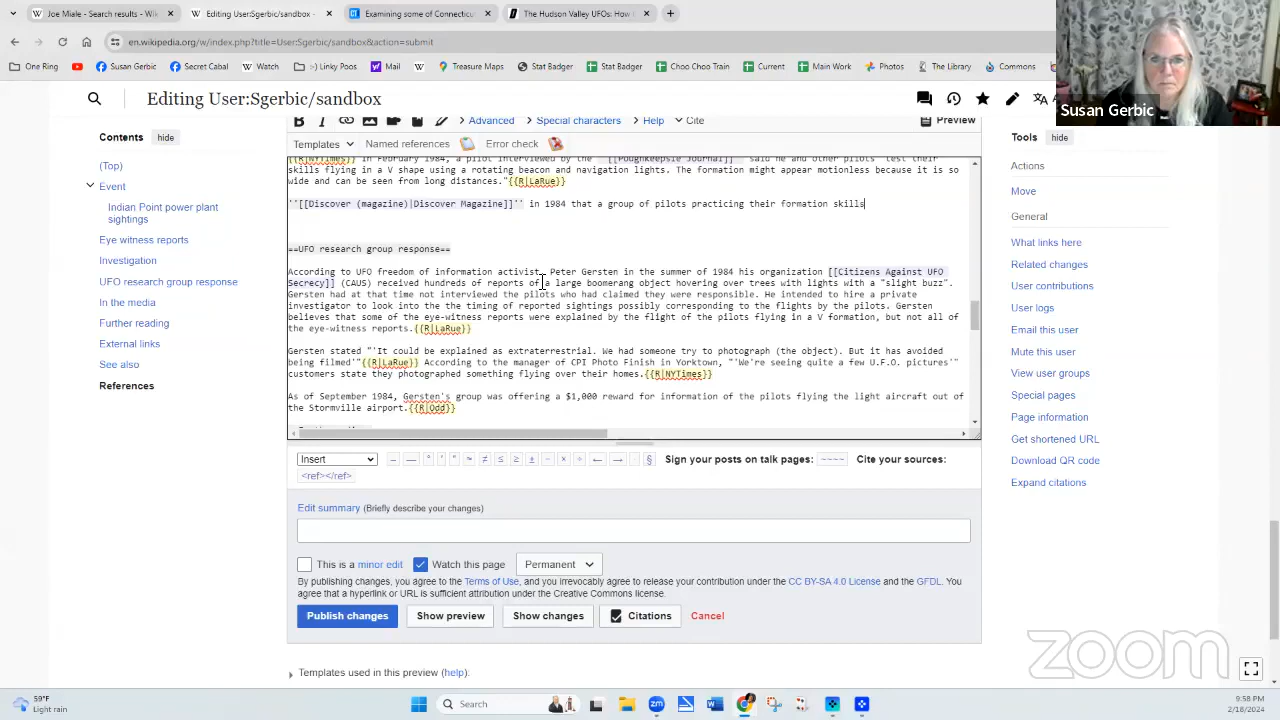 Joe Male - Wikipedia
Editing User:Sgerbic/sandbox
Examining some of Connecticu
The Hudson Valley UFOs: How
en.wikipedia.org/w/index.php?title=User:Sgerbic/sandbox&action=submit
One Ring
Susan Gerbic
Secret Cabal
Watch
:-) Linky Poo
Mail
W
Treasure Maps
Stat Badger
Stat Badger
Choo Choo Train
Current
Main Work
Photos
The Library
Commons
Susan Gerbic
Editing User:Sgerbic/sandbox
Contents hide
(Top)
Event
Indian Point power plant
sightings
Eye witness reports
Investigation
UFO research group response
In the media
Further reading
External links
See also
References
B I Advanced Special characters Help Cite Preview
Templates Named references Error check
{{R|NYTimes}} In February 1984, a pilot interviewed by the ''[[Poughkeepsie Journal]]'' said he and other pilots "test their
skills flying in a V shape using a rotating beacon and navigation lights. The formation might appear motionless because it is so
wide and can be seen from long distances."{{R|LaRue}}
''[[Discover (magazine)|Discover Magazine]]'' in 1984 that a group of pilots practicing their formation skills
==UFO research group response==
According to UFO freedom of information activist, Peter Gersten in the summer of 1984 his organization [[Citizens Against UFO
Secrecy]] (CAUS) received hundreds of reports of a large boomerang object hovering over trees with lights with a "slight buzz".
Gersten had at that time not interviewed the pilots who had claimed they were responsible. He intended to hire a private
investigator to look into the the timing of reported sightings possibly corresponding to the flights by the pilots. Gersten
believes that some of the eye-witness reports were explained by the flight of the pilots flying in a V formation, but not all of
the eye-witness reports.{{R|LaRue}}
Gersten stated "'It could be explained as extraterrestrial. We had someone try to photograph (the object). But it has avoided
being filmed'"{{R|LaRue}} According to the manager of CPI Photo Finish in Yorktown, "'We're seeing quite a few U.F.O. pictures'"
customers state they photographed something flying over their homes.{{R|NYTimes}}
As of September 1984, Gersten's group was offering a $1,000 reward for information of the pilots flying the light aircraft out of
the Stormville airport.{{R|Odd}}
Insert – — ° ′ ″ ≈ ≠ ≤ ≥ ± − × ÷ ← → · § Sign your posts on talk pages: ~~~~ Cite your sources:
<ref></ref>
Edit summary (Briefly describe your changes)
This is a minor edit Watch this page Permanent
By publishing changes, you agree to the Terms of Use, and you irrevocably agree to release your contribution under the CC BY-SA 4.0 License and the GFDL. You
agree that a hyperlink or URL is sufficient attribution under the Creative Commons license.
Publish changes Show preview Show changes Citations Cancel
Templates used in this preview (help):
Tools hide
Actions
Move
General
What links here
Related changes
User contributions
User logs
Email this user
Mute this user
View user groups
Special pages
Page information
Get shortened URL
Download QR code
Expand citations
zoom
59°F
Light rain
Search
9:58 PM
2/18/2024